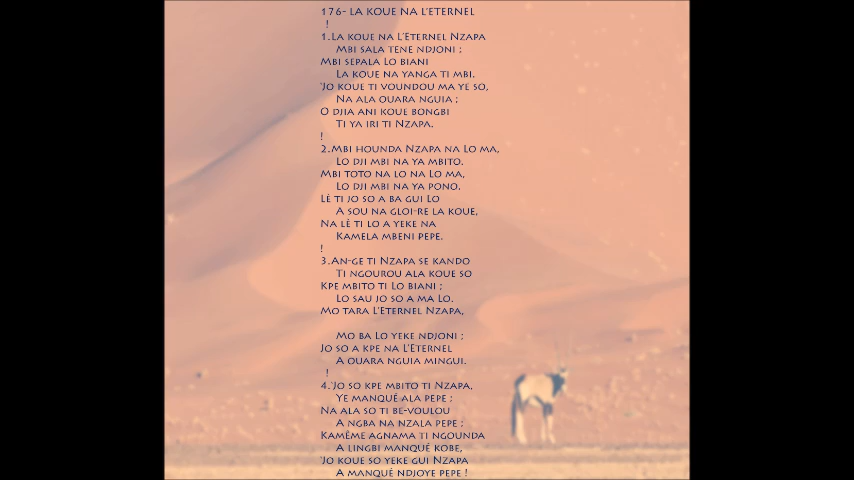 176- LA KOUE NA L'ETERNEL
!
1.La koue na L'Eternel Nzapa
Mbi sala tene ndjoni ;
Mbi sepala Lo biani
La koue na yanga ti mbi.
'Jo koue ti voundou ma ye so,
Na ala ouara nguia ;
O djia ani koue bongbi
Ti ya iri ti Nzapa.
!
2.Mbi hounda Nzapa na Lo ma,
Lo dji mbi na ya mbito.
Mbi toto na lo na Lo ma,
Lo dji mbi na ya pono.
Lè ti jo so a ba gui Lo
A sou na gloi-re la koue,
Na lè ti lo a yeke na
Kamela mbeni pepe.
!
3.An-ge ti Nzapa se kando
Ti ngourou ala koue so
Kpe mbito ti Lo biani ;
Lo sau jo so a ma Lo.
Mo tara L'Eternel Nzapa,
Mo ba Lo yeke ndjoni ;
Jo so a kpe na L'Eternel
A ouara nguia mingui.
!
4.'Jo so kpe mbito ti Nzapa,
Ye manqué ala pepe ;
Na ala so ti be-voulou
A ngba na nzala pepe ;
Kamême agnama ti ngounda
A lingbi manqué kobe,
'Jo koue so yeke gui Nzapa
A manqué ndjoye pepe !